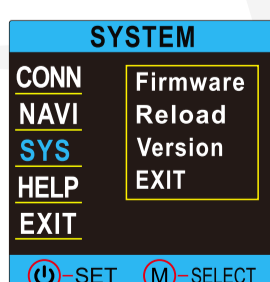 SYSTEM
CONN
NAVI
SYS
HELP
EXIT
Firmware
Reload
Version
EXIT
⏻-SET M-SELECT